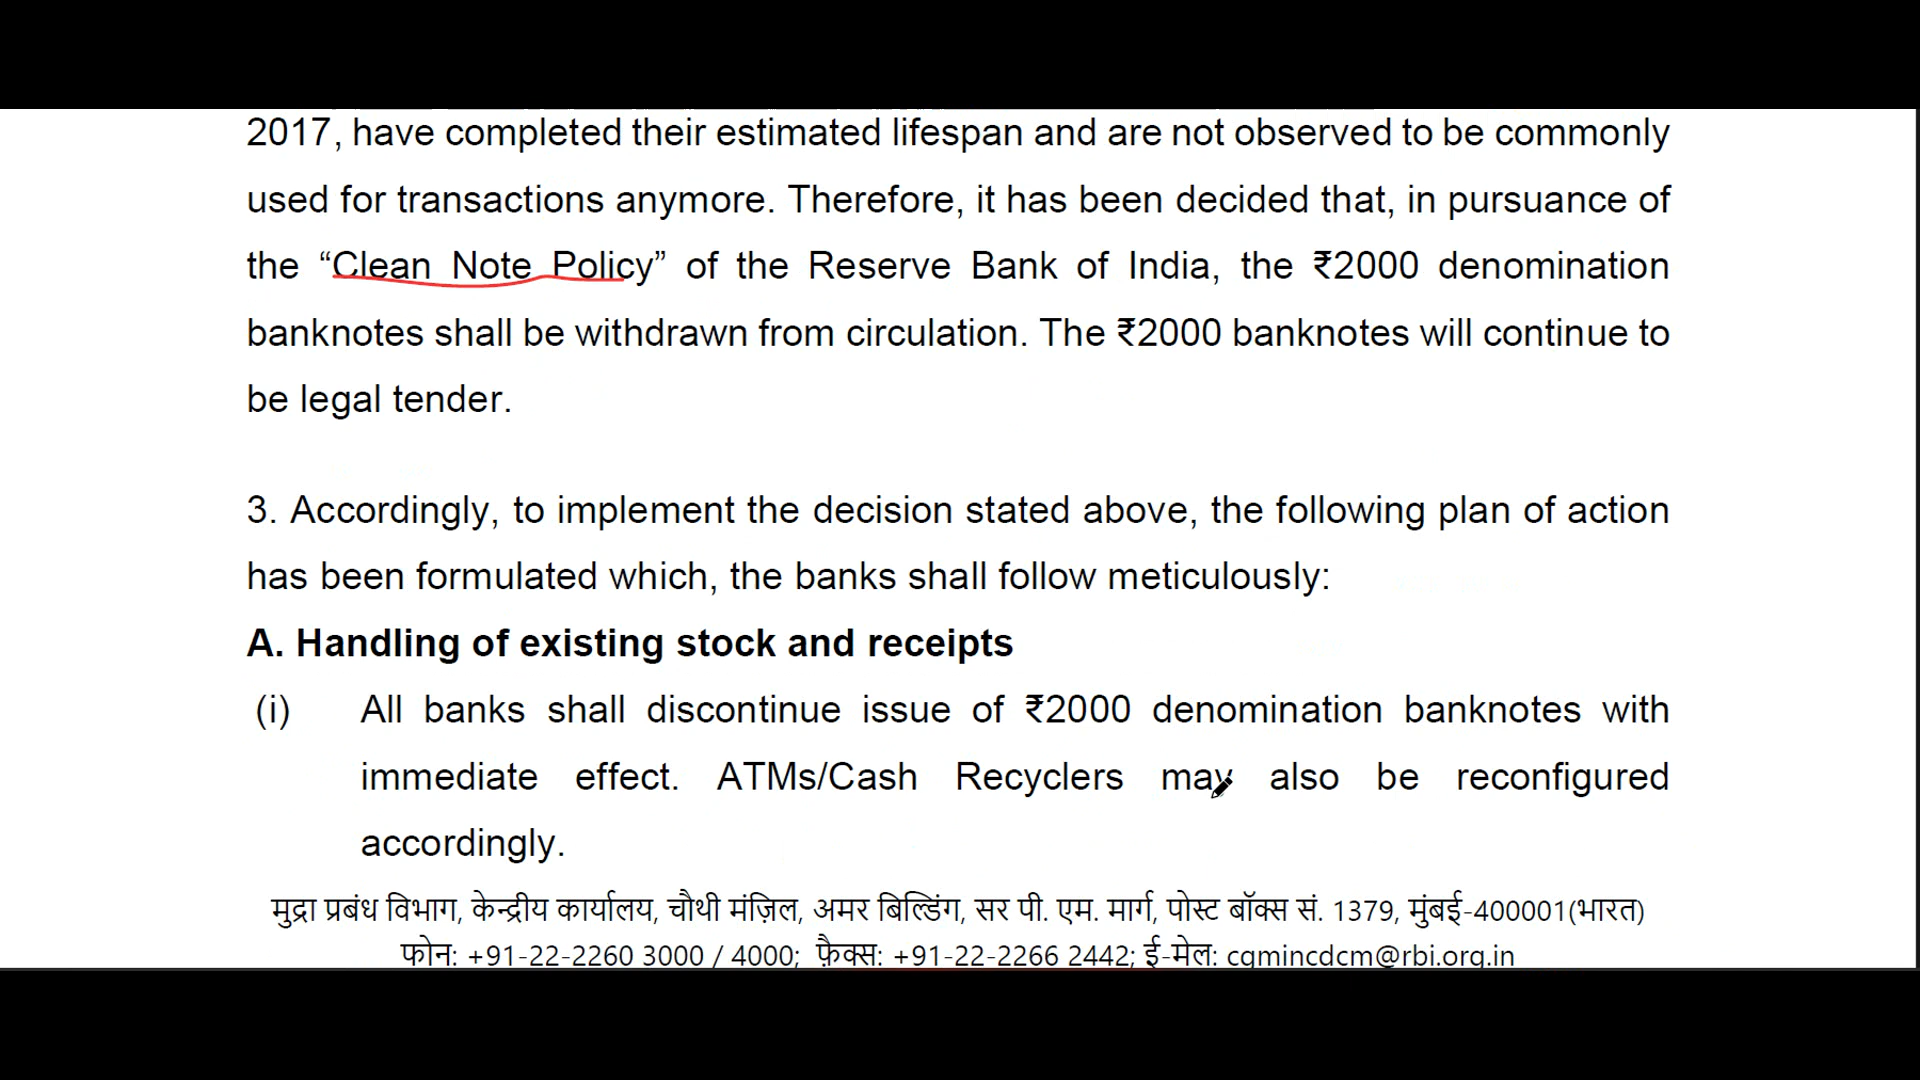 2017, have completed their estimated lifespan and are not observed to be commonly
used for transactions anymore. Therefore, it has been decided that, in pursuance of
the “Clean Note Policy” of the Reserve Bank of India, the ₹2000 denomination
banknotes shall be withdrawn from circulation. The ₹2000 banknotes will continue to
be legal tender.
3. Accordingly, to implement the decision stated above, the following plan of action
has been formulated which, the banks shall follow meticulously:
A. Handling of existing stock and receipts
(i) All banks shall discontinue issue of ₹2000 denomination banknotes with
immediate effect. ATMs/Cash Recyclers may also be reconfigured
accordingly.
मुद्रा प्रबंध विभाग, केन्द्रीय कार्यालय, चौथी मंज़िल, अमर बिल्डिंग, सर पी. एम. मार्ग, पोस्ट बॉक्स सं. 1379, मुंबई-400001(भारत)
फोन: +91-22-2260 3000 / 4000; फ़ैक्स: +91-22-2266 2442; ई-मेल: cgmincdcm@rbi.org.in